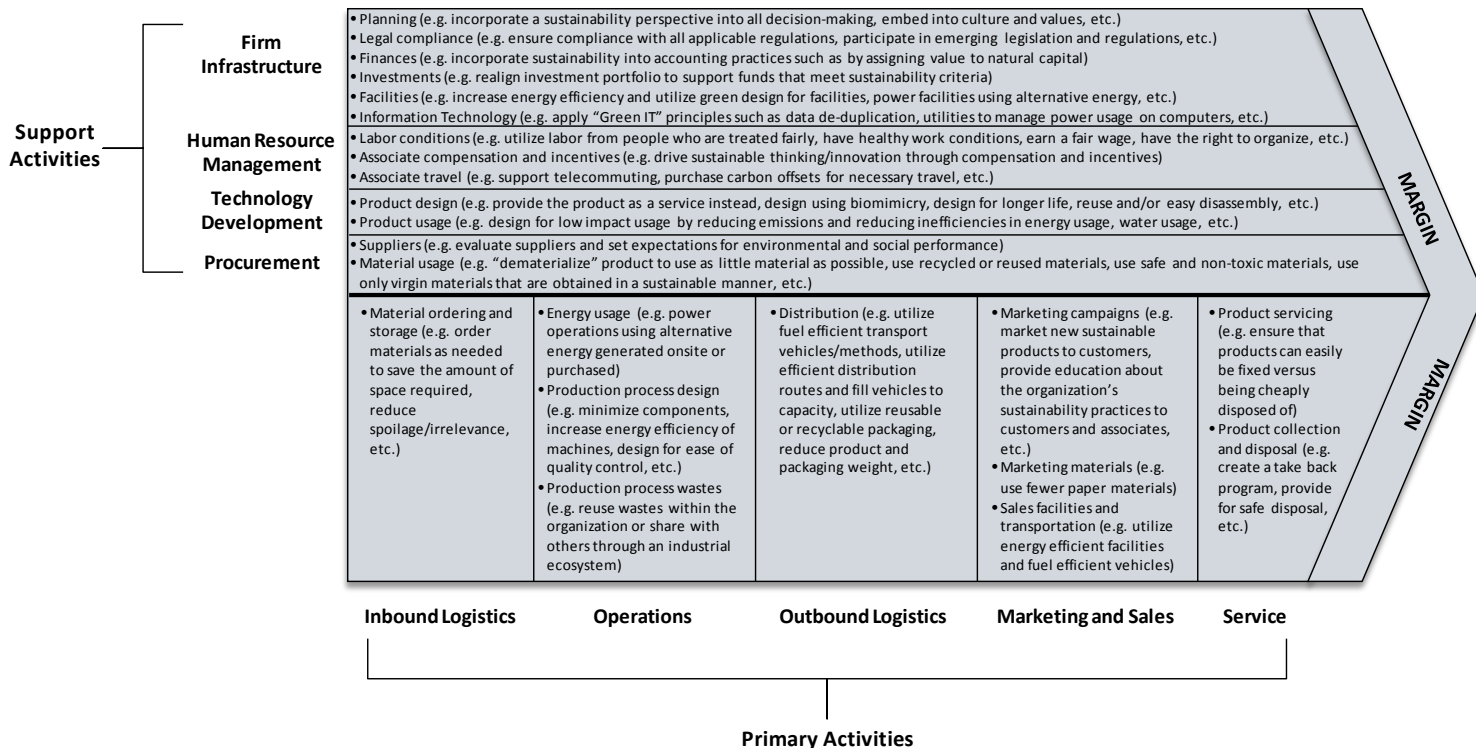 Support
Activities
Firm
Infrastructure
• Planning (e.g. incorporate a sustainability perspective into all decision-making, embed into culture and values, etc.)
• Legal compliance (e.g. ensure compliance with all applicable regulations, participate in emerging legislation and regulations, etc.)
• Finances (e.g. incorporate sustainability into accounting practices such as by assigning value to natural capital)
• Investments (e.g. realign investment portfolio to support funds that meet sustainability criteria)
• Facilities (e.g. increase energy efficiency and utilize green design for facilities, power facilities using alternative energy, etc.)
• Information Technology (e.g. apply “Green IT” principles such as data de-duplication, utilities to manage power usage on computers, etc.)
Human Resource
Management
• Labor conditions (e.g. utilize labor from people who are treated fairly, have healthy work conditions, earn a fair wage, have the right to organize, etc.)
• Associate compensation and incentives (e.g. drive sustainable thinking/innovation through compensation and incentives)
• Associate travel (e.g. support telecommuting, purchase carbon offsets for necessary travel, etc.)
Technology
Development
• Product design (e.g. provide the product as a service instead, design using biomimicry, design for longer life, reuse and/or easy disassembly, etc.)
• Product usage (e.g. design for low impact usage by reducing emissions and reducing inefficiencies in energy usage, water usage, etc.)
Procurement
• Suppliers (e.g. evaluate suppliers and set expectations for environmental and social performance)
• Material usage (e.g. “dematerialize” product to use as little material as possible, use recycled or reused materials, use safe and non-toxic materials, use
only virgin materials that are obtained in a sustainable manner, etc.)
MARGIN
• Material ordering and
storage (e.g. order
materials as needed
to save the amount of
space required,
reduce
spoilage/irrelevance,
etc.)
• Energy usage (e.g. power
operations using alternative
energy generated onsite or
purchased)
• Production process design
(e.g. minimize components,
increase energy efficiency of
machines, design for ease of
quality control, etc.)
• Production process wastes
(e.g. reuse wastes within the
organization or share with
others through an industrial
ecosystem)
• Distribution (e.g. utilize
fuel efficient transport
vehicles/methods, utilize
efficient distribution
routes and fill vehicles to
capacity, utilize reusable
or recyclable packaging,
reduce product and
packaging weight, etc.)
• Marketing campaigns (e.g.
market new sustainable
products to customers,
provide education about
the organization’s
sustainability practices to
customers and associates,
etc.)
• Marketing materials (e.g.
use fewer paper materials)
• Sales facilities and
transportation (e.g. utilize
energy efficient facilities
and fuel efficient vehicles)
• Product servicing
(e.g. ensure that
products can easily
be fixed versus
being cheaply
disposed of)
• Product collection
and disposal (e.g.
create a take back
program, provide
for safe disposal,
etc.)
MARGIN
Inbound Logistics
Operations
Outbound Logistics
Marketing and Sales
Service
Primary Activities